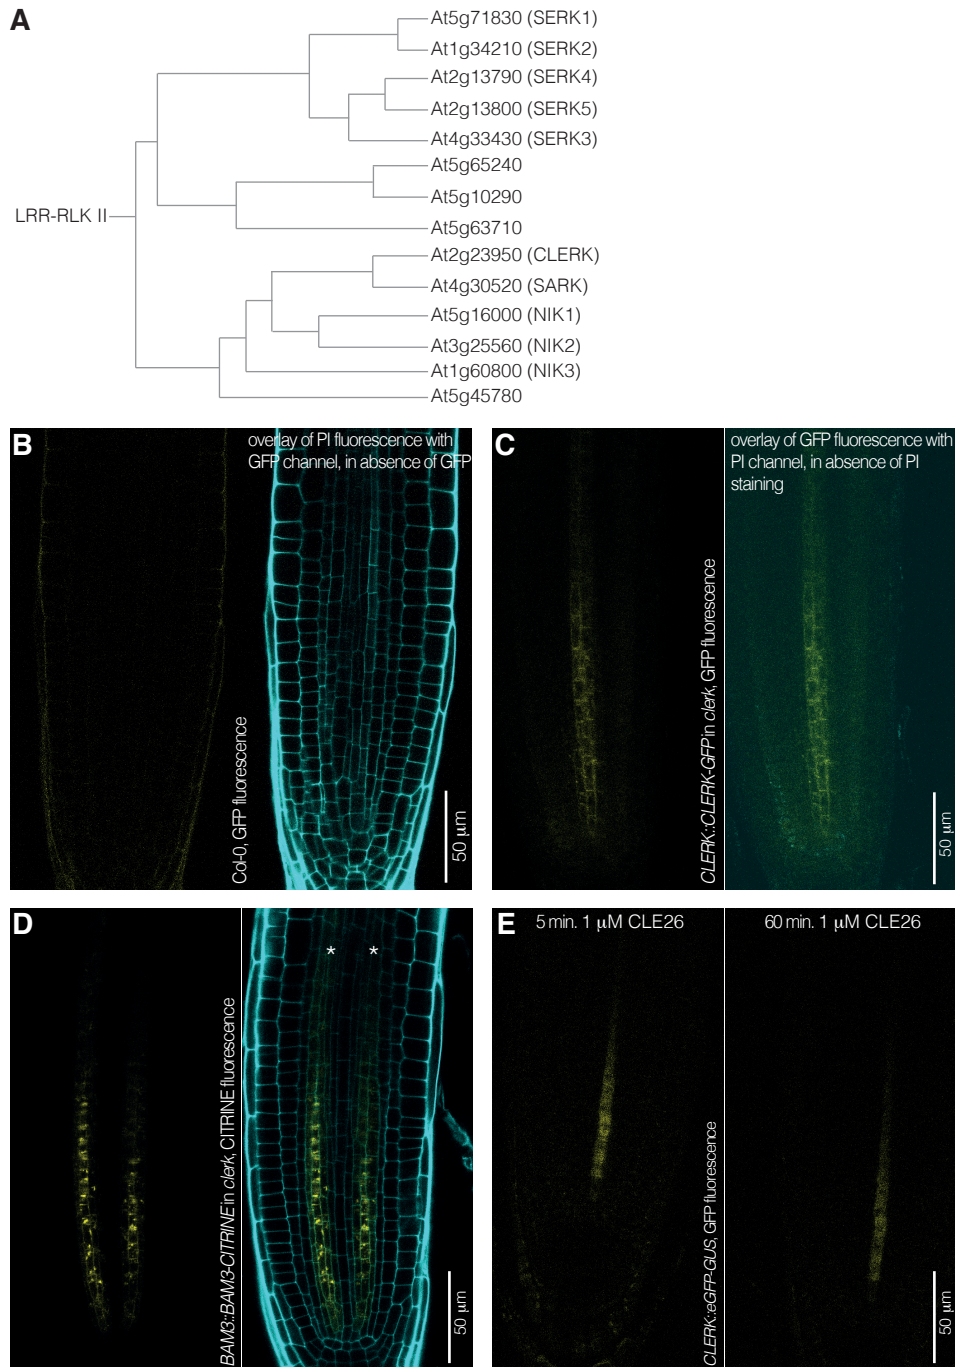 A
At5g71830 (SERK1)
At1g34210 (SERK2)
At2g13790 (SERK4)
At2g13800 (SERK5)
At4g33430 (SERK3)
At5g65240
At5g10290
At5g63710
LRR-RLK II
At2g23950 (CLERK)
At4g30520 (SARK)
At5g16000 (NIK1)
At3g25560 (NIK2)
At1g60800 (NIK3)
At5g45780
B
overlay of PI fluorescence with
GFP channel, in absence of GFP
Col-0, GFP fluorescence
50 μm
C
overlay of GFP fluorescence with
PI channel, in absence of PI
staining
CLERK::CLERK-GFP in clerk, GFP fluorescence
50 μm
D
* *
BAM3::BAM3-CITRINE in clerk, CITRINE fluorescence
50 μm
E
5 min. 1 μM CLE26
60 min. 1 μM CLE26
CLERK::eGFP-GUS, GFP fluorescence
50 μm